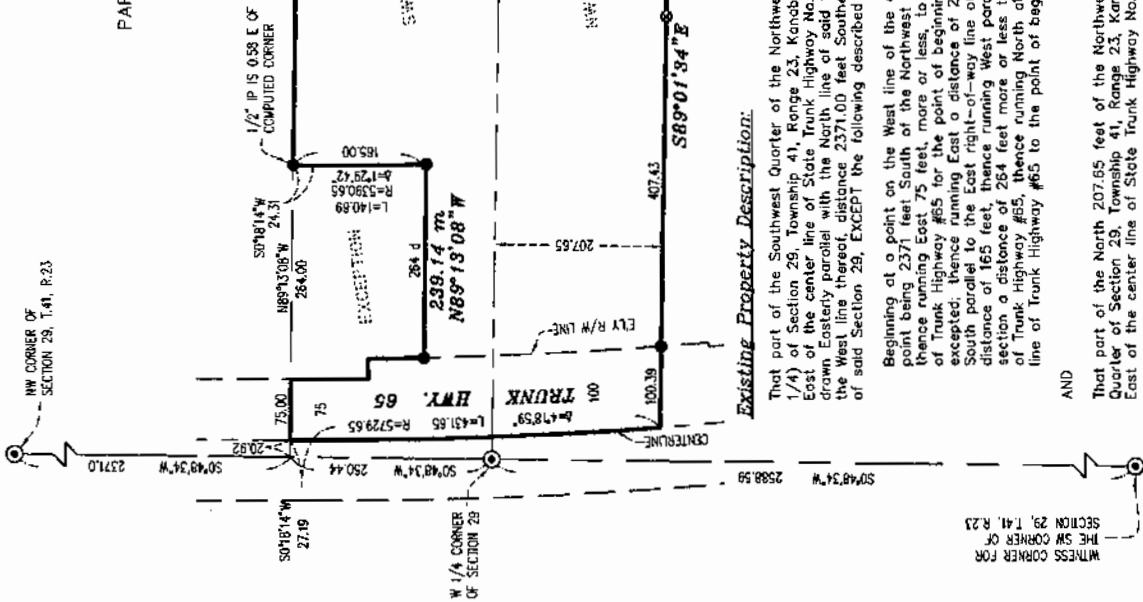 PAR
NW CORNER OF
SECTION 29, T.41, R.23
1/2" IP IS 0.58 E OF
COMPUTED CORNER
SW
NW
2371.0
S0°48'34"W
75.00
75
20.92
S0°18'14"W
27.19
S0°18'14"W
24.31
N89°13'08"W
264.00
165.00
L=140.69
R=5390.65
Δ=1°29'42"
EXCEPTION
264 d
239.14 m
N89°13'08"W
TRUNK HWY. 65
L=431.65 R=5729.65
Δ=4°18'59"
100
100.39
CENTERLINE
ELY R/W LINE
207.65
407.43
S89°01'34"E
250.44
S0°48'34"W
W 1/4 CORNER
OF SECTION 29
2588.59
S0°48'34"W
WITNESS CORNER FOR
THE SW CORNER OF
SECTION 29, T.41, R.23
Existing Property Description:
That part of the Southwest Quarter of the Northwe
1/4) of Section 29, Township 41, Range 23, Kanab
East of the center line of State Trunk Highway No.
drawn Easterly parallel with the North line of said
the West line thereof, distance 2371.00 feet Southe
of said Section 29, EXCEPT the following described
Beginning at a point on the West line of the
point being 2371 feet South of the Northwest
thence running East 75 feet, more or less, to
of Trunk Highway #65 for the point of beginnin
excepted; thence running East a distance of 2
South parallel to the East right-of-way line o
distance of 165 feet, thence running West para
section a distance of 264 feet more or less t
of Trunk Highway #65, thence running North a
line of Trunk Highway #65 to the point of beg
AND
That part of the North 207.65 feet of the Northwe
Quarter of Section 29, Township 41, Range 23, Kan
East of the center line of State Trunk Highway No.